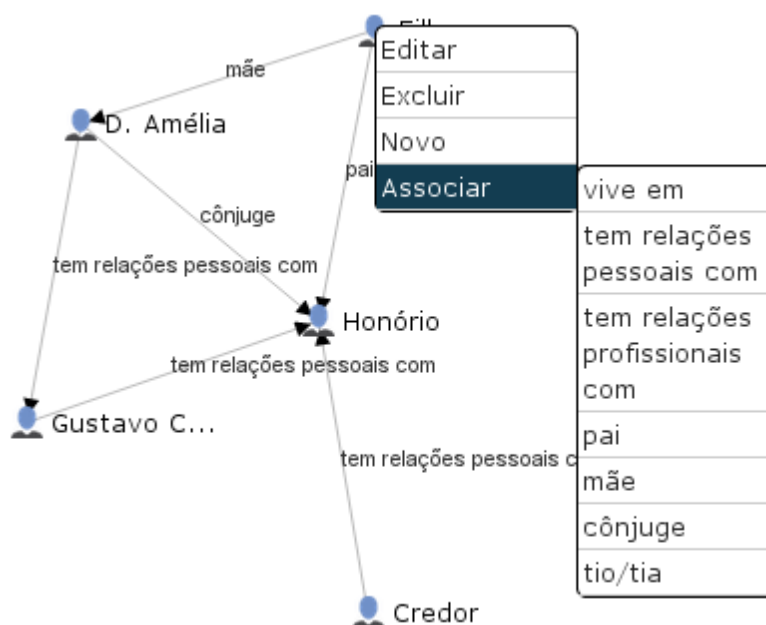 Editar
mãe
Excluir
D. Amélia
Novo
pai
Associar
vive em
cônjuge
tem relações
pessoais com
tem relações pessoais com
Honório
tem relações
profissionais
com
tem relações pessoais com
Gustavo C...
pai
tem relações pessoais c
mãe
cônjuge
tio/tia
Credor